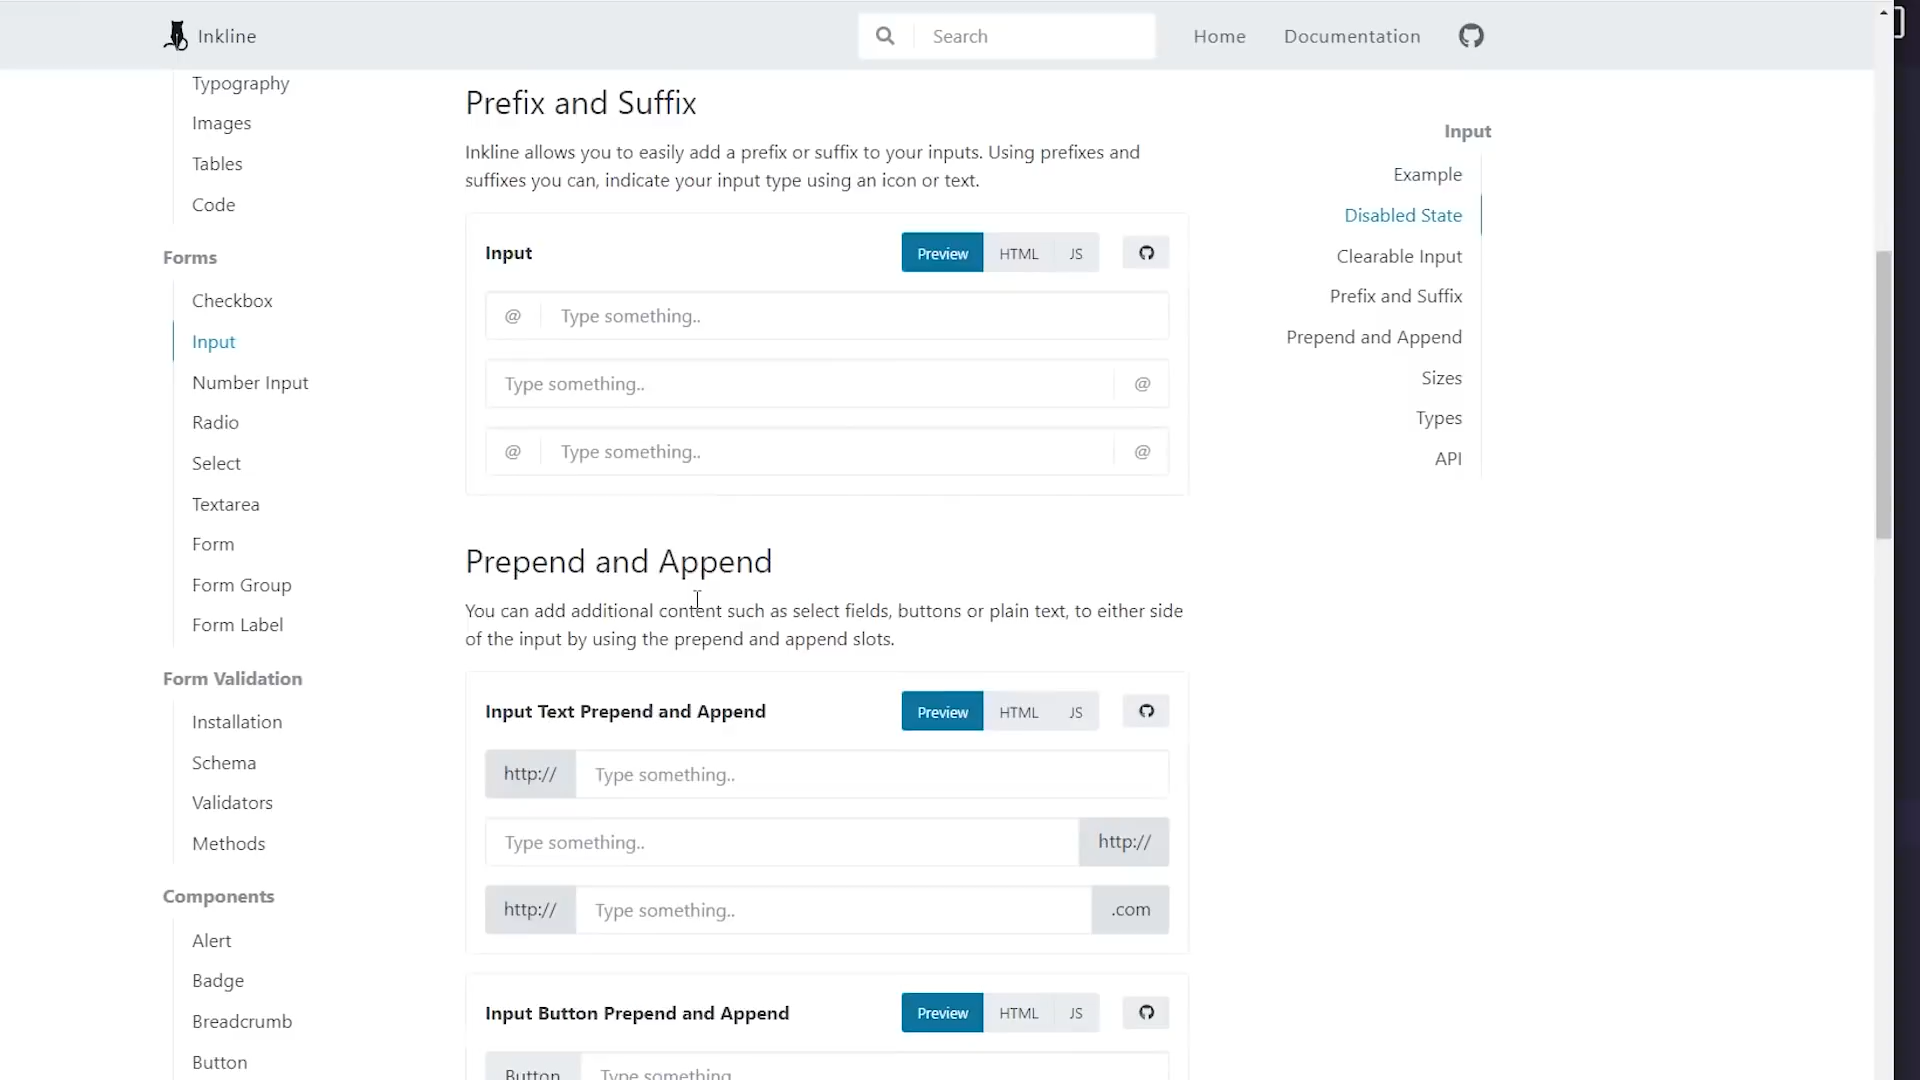 Inkline
Search
Home
Documentation
Typography
Images
Tables
Code
Forms
Checkbox
Input
Number Input
Radio
Select
Textarea
Form
Form Group
Form Label
Form Validation
Installation
Schema
Validators
Methods
Components
Alert
Badge
Breadcrumb
Button
Prefix and Suffix
Inkline allows you to easily add a prefix or suffix to your inputs. Using prefixes and
suffixes you can, indicate your input type using an icon or text.
Input
Preview
HTML
JS
@ Type something..
Type something.. @
@ Type something.. @
Prepend and Append
You can add additional content such as select fields, buttons or plain text, to either side
of the input by using the prepend and append slots.
Input Text Prepend and Append
Preview
HTML
JS
http:// Type something..
Type something.. http://
http:// Type something.. .com
Input Button Prepend and Append
Preview
HTML
JS
Button Type something
Input
Example
Disabled State
Clearable Input
Prefix and Suffix
Prepend and Append
Sizes
Types
API